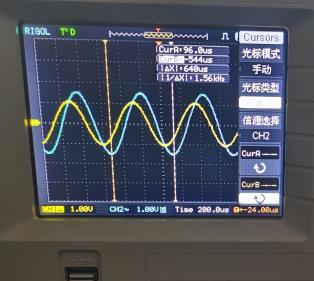 RIGOL T'D
Cursors
CurA: 96.0us
CurB:-544us
|ΔX|: 640us
|1/ΔX|: 1.56kHz
光标模式
手动
光标类型
X
信源选择
CH2
CurA
CurB
CH1 1.00V CH2~ 1.00V Time 200.0us T→-24.00us